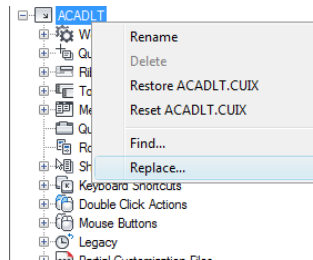 ACADLT
Rename
Delete
Restore ACADLT.CUIX
Reset ACADLT.CUIX
Find...
Replace...
Keyboard Shortcuts
Double Click Actions
Mouse Buttons
Legacy
Partial Customization Files